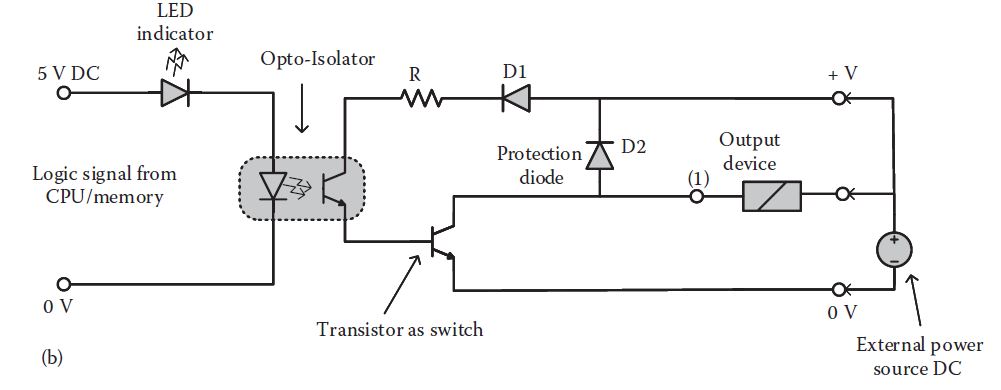 LED
indicator
Opto-Isolator
5 V DC
R
D1
+ V
Protection
diode
D2
Output
device
(1)
Logic signal from
CPU/memory
+
−
0 V
0 V
Transistor as switch
External power
source DC
(b)